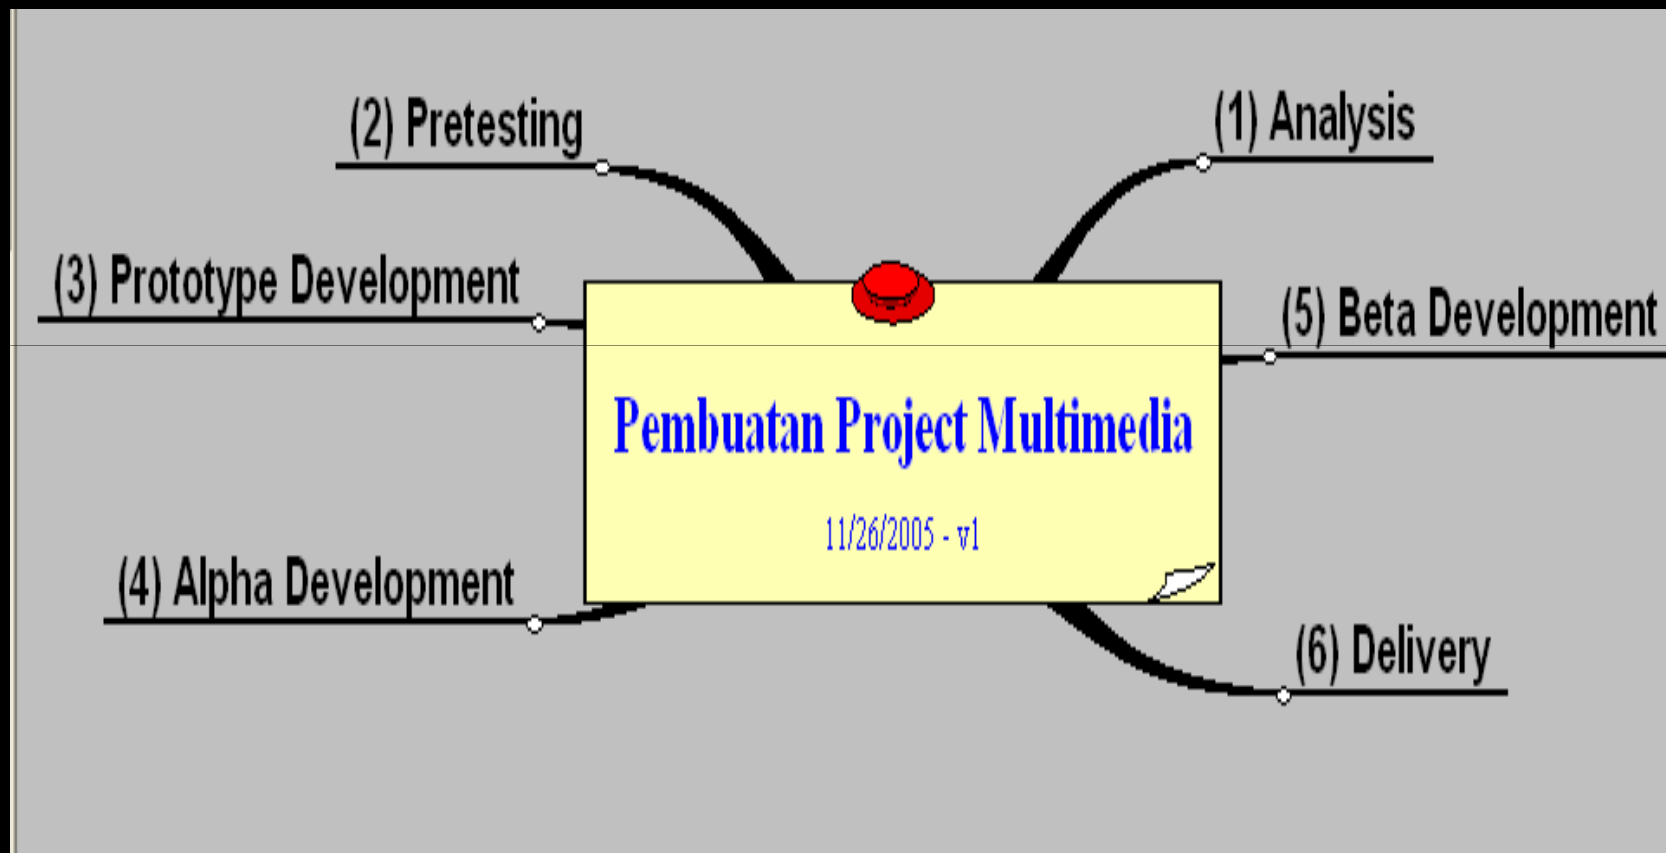 (2) Pretesting
(1) Analysis
(3) Prototype Development
(5) Beta Development
Pembuatan Project Multimedia
11/26/2005 - v1
(4) Alpha Development
(6) Delivery